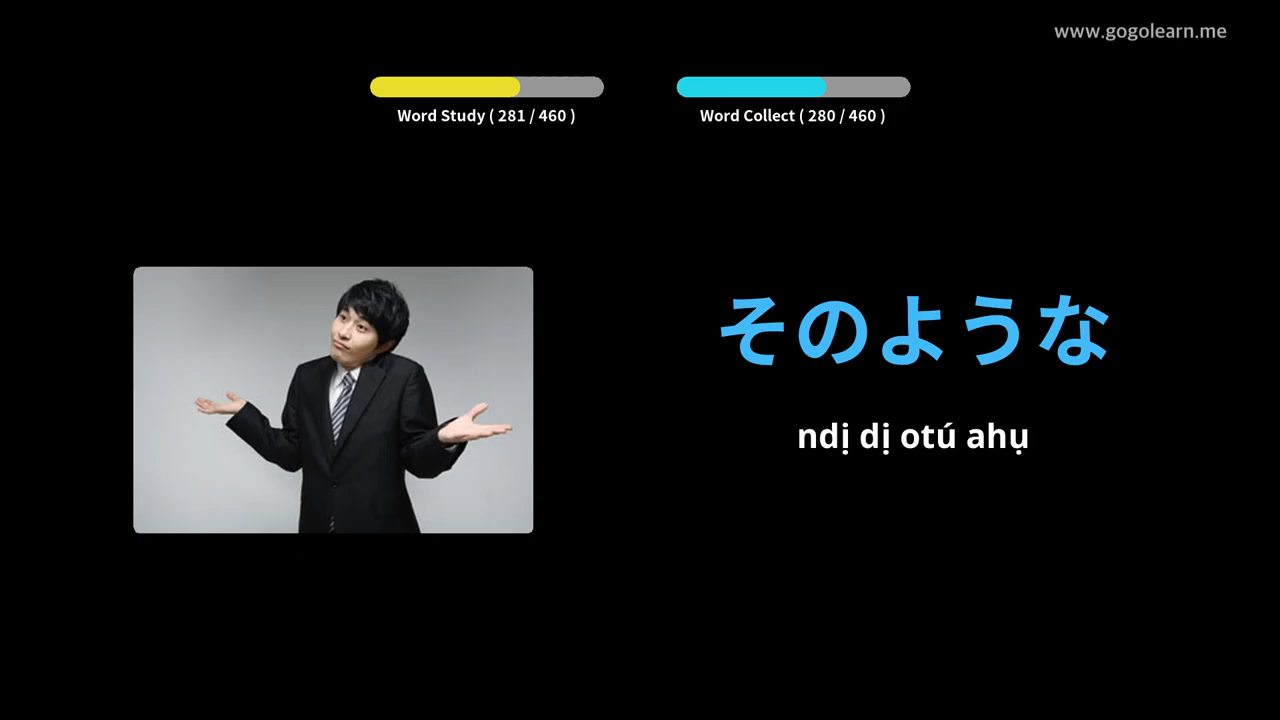 www.gogolearn.me
Word Study ( 281 / 460 )
Word Collect ( 280 / 460 )
そのような
ndị dị otú ahụ